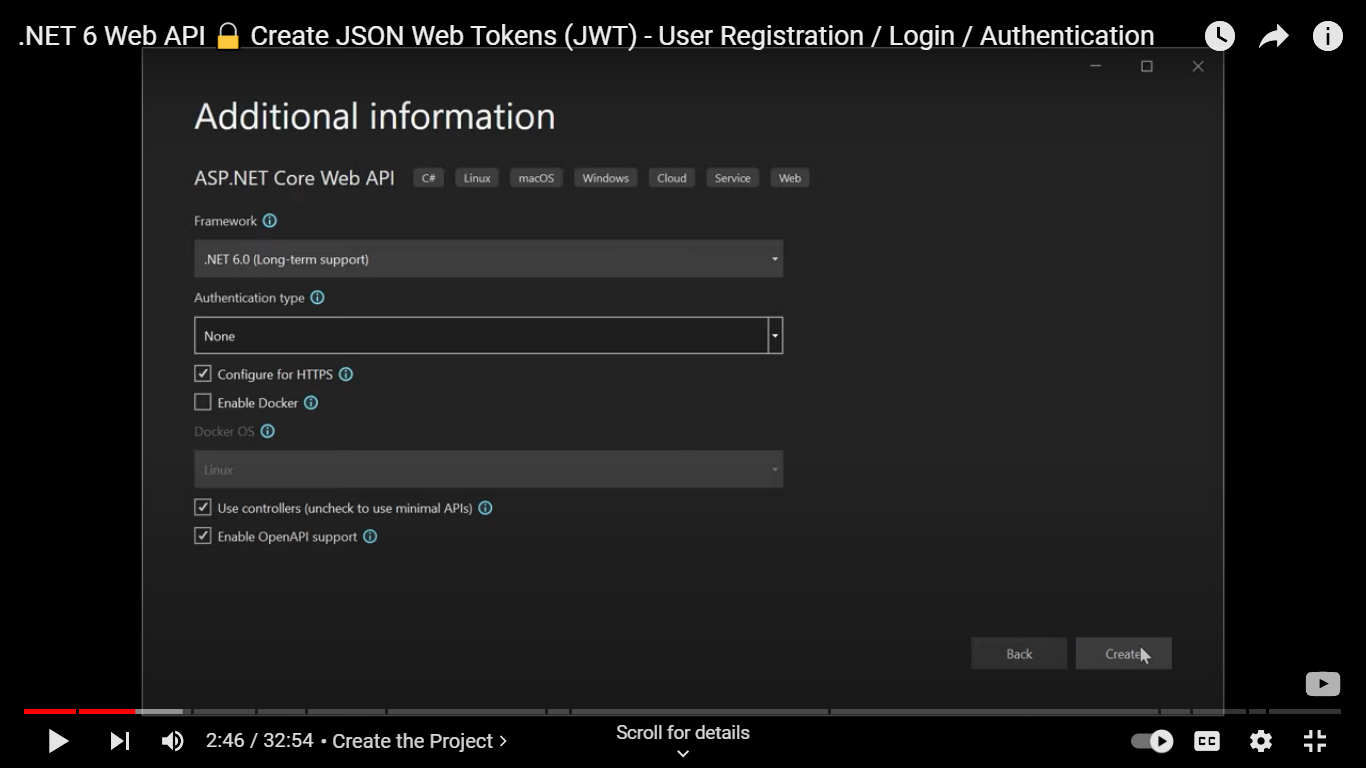 .NET 6 Web API 🔒 Create JSON Web Tokens (JWT) - User Registration / Login / Authentication
Additional information
ASP.NET Core Web API C# Linux macOS Windows Cloud Service Web
Framework
.NET 6.0 (Long-term support)
Authentication type
None
Configure for HTTPS
Enable Docker
Docker OS
Linux
Use controllers (uncheck to use minimal APIs)
Enable OpenAPI support
Back Create
2:46 / 32:54 • Create the Project >
Scroll for details
CC